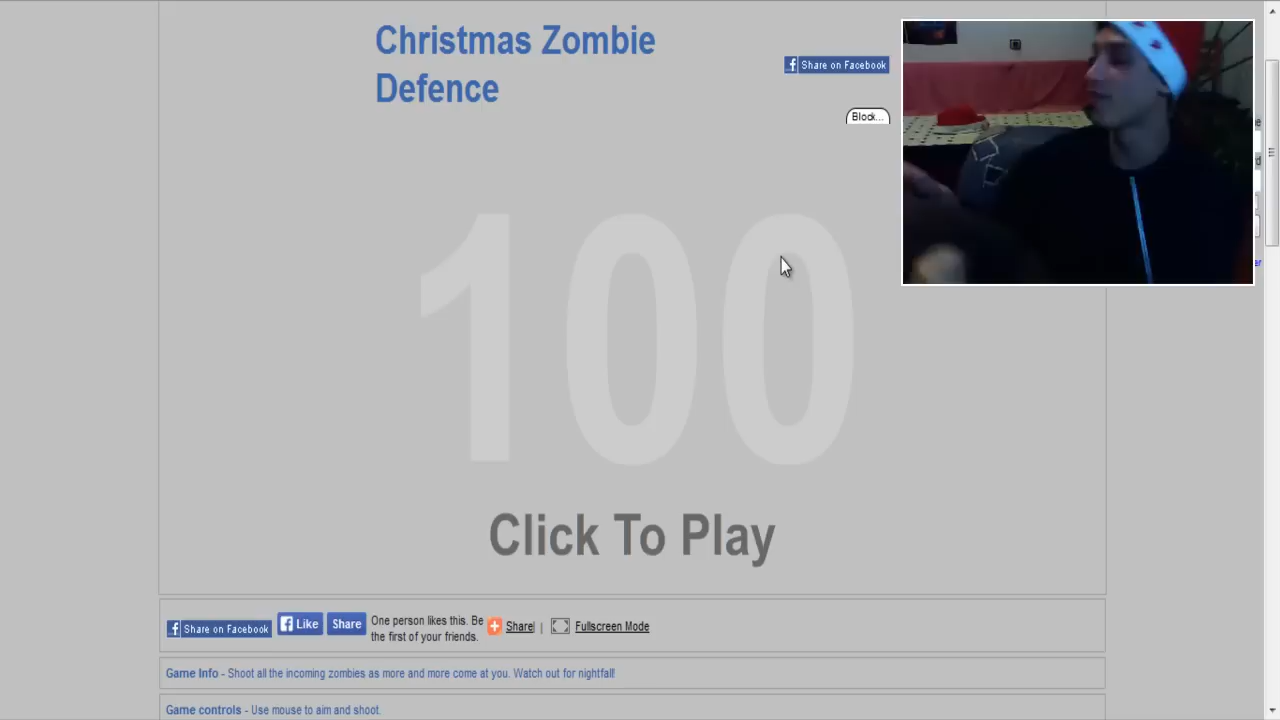 Christmas Zombie
Defence
Share on Facebook
Block...
100
Click To Play
Share on Facebook
Like
Share
One person likes this. Be
the first of your friends.
Share
|
Fullscreen Mode
Game Info - Shoot all the incoming zombies as more and more come at you. Watch out for nightfall!
Game controls - Use mouse to aim and shoot.